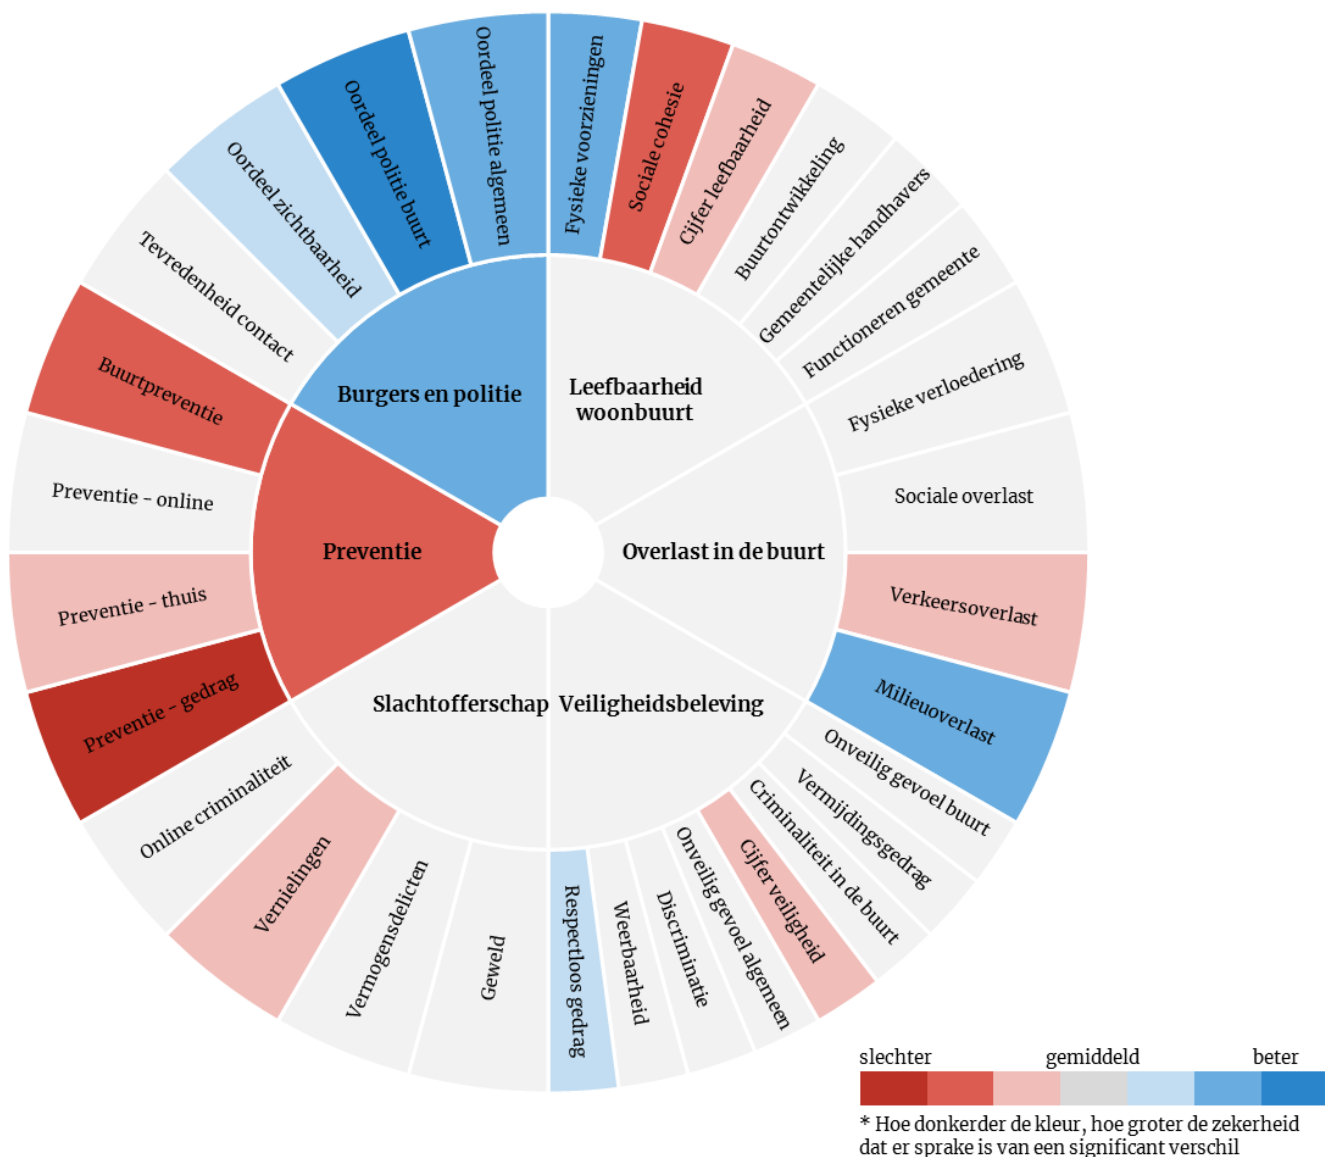 Fysieke voorzieningen
Sociale cohesie
Cijfer leefbaarheid
Buurtontwikkeling
Gemeentelijke handhavers
Functioneren gemeente
Fysieke verloedering
Sociale overlast
Verkeersoverlast
Milieuoverlast
Onveilig gevoel buurt
Vermijdingsgedrag
Criminaliteit in de buurt
Cijfer veiligheid
Onveilig gevoel algemeen
Discriminatie
Weerbaarheid
Respectloos gedrag
Geweld
Vermogensdelicten
Vernielingen
Online criminaliteit
Preventie - gedrag
Preventie - thuis
Preventie - online
Buurtpreventie
Tevredenheid contact
Oordeel zichtbaarheid
Oordeel politie buurt
Oordeel politie algemeen
Leefbaarheid
woonbuurt
Overlast in de buurt
Veiligheidsbeleving
Slachtofferschap
Preventie
Burgers en politie
slechter gemiddeld beter
* Hoe donkerder de kleur, hoe groter de zekerheid
dat er sprake is van een significant verschil